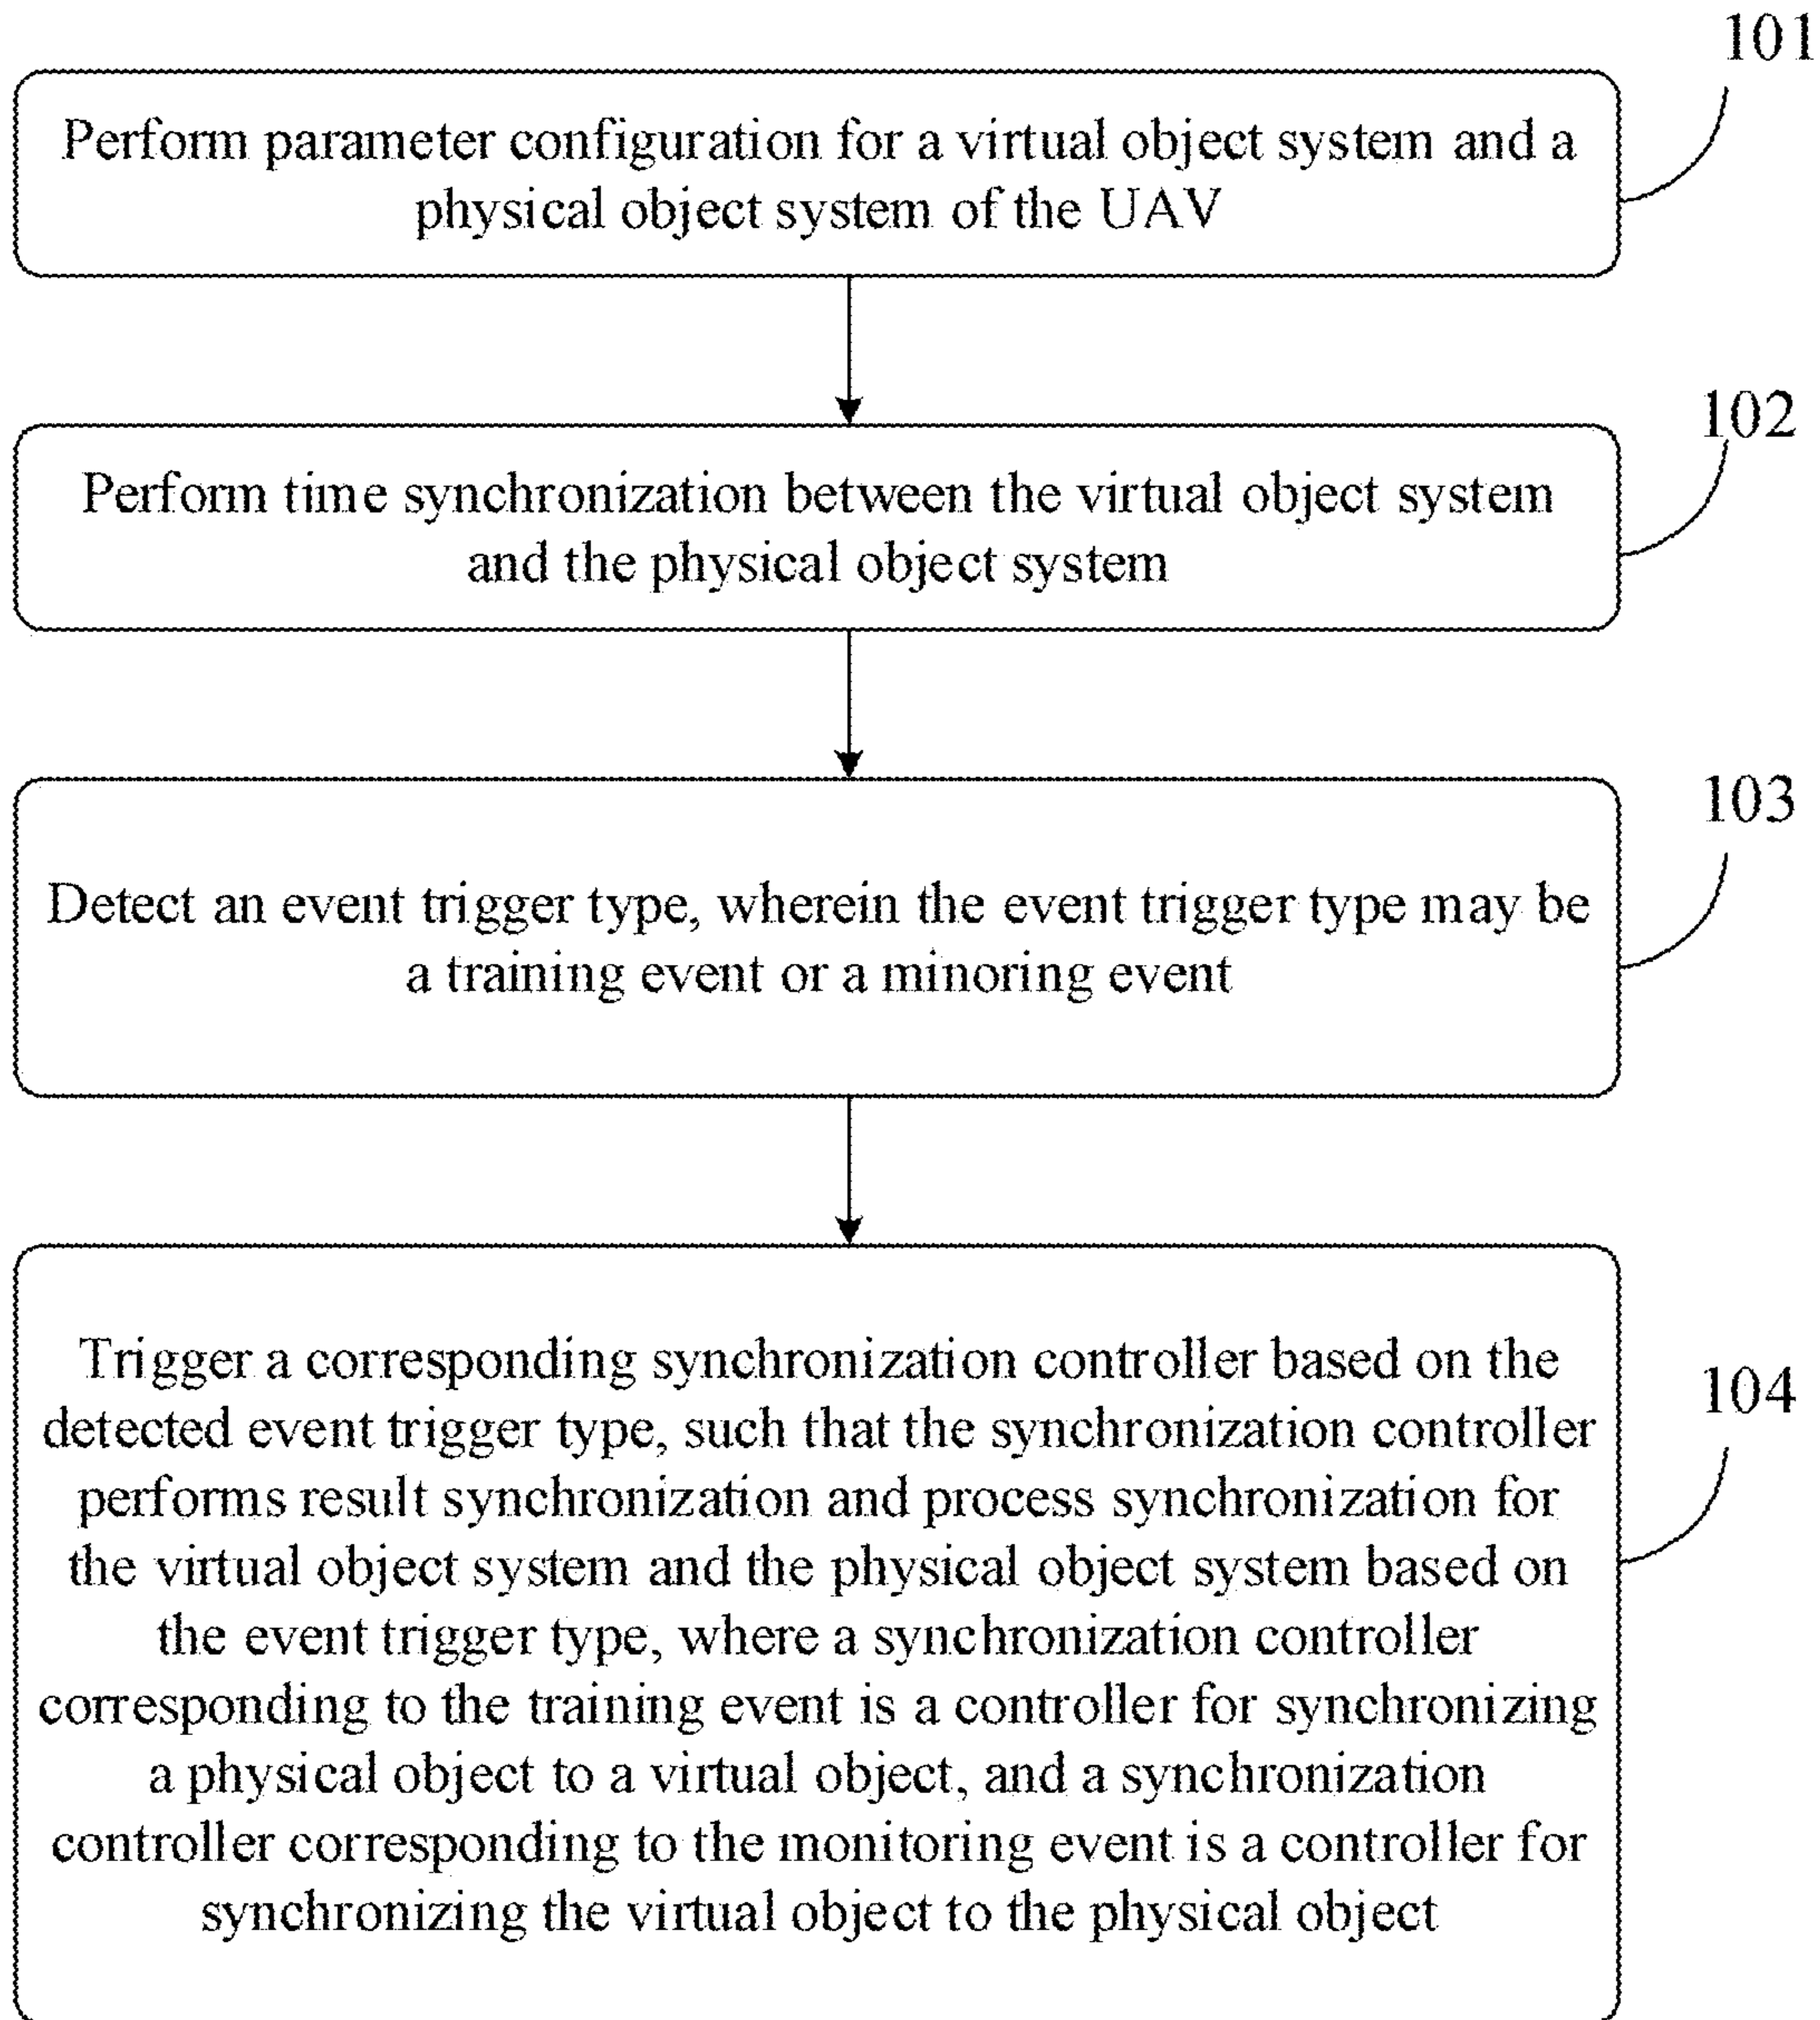 101
Perform parameter configuration for a virtual object system and a
physical object system of the UAV
102
Perform time synchronization between the virtual object system
and the physical object system
103
Detect an event trigger type, wherein the event trigger type may be
a training event or a minoring event
104
Trigger a corresponding synchronization controller based on the
detected event trigger type, such that the synchronization controller
performs result synchronization and process synchronization for
the virtual object system and the physical object system based on
the event trigger type, where a synchronization controller
corresponding to the training event is a controller for synchronizing
a physical object to a virtual object, and a synchronization
controller corresponding to the monitoring event is a controller for
synchronizing the virtual object to the physical object